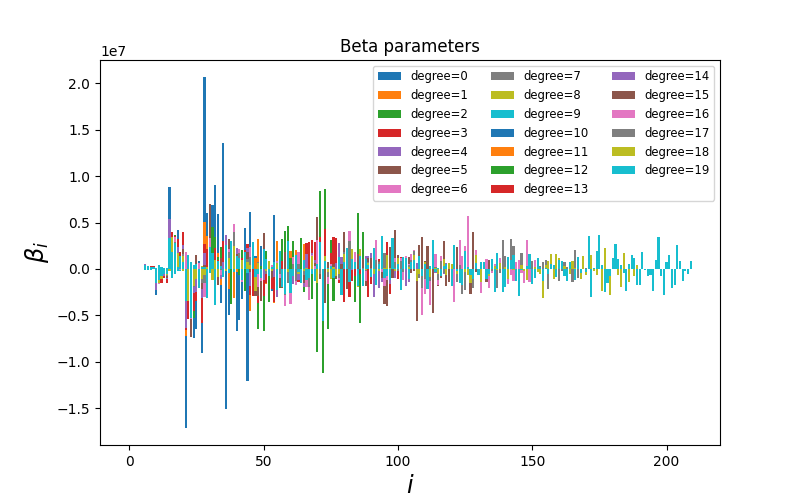 Beta parameters
1e7
2.0
1.5
1.0
0.5
0.0
−0.5
−1.0
−1.5
βi
0
50
100
150
200
i
degree=0
degree=1
degree=2
degree=3
degree=4
degree=5
degree=6
degree=7
degree=8
degree=9
degree=10
degree=11
degree=12
degree=13
degree=14
degree=15
degree=16
degree=17
degree=18
degree=19